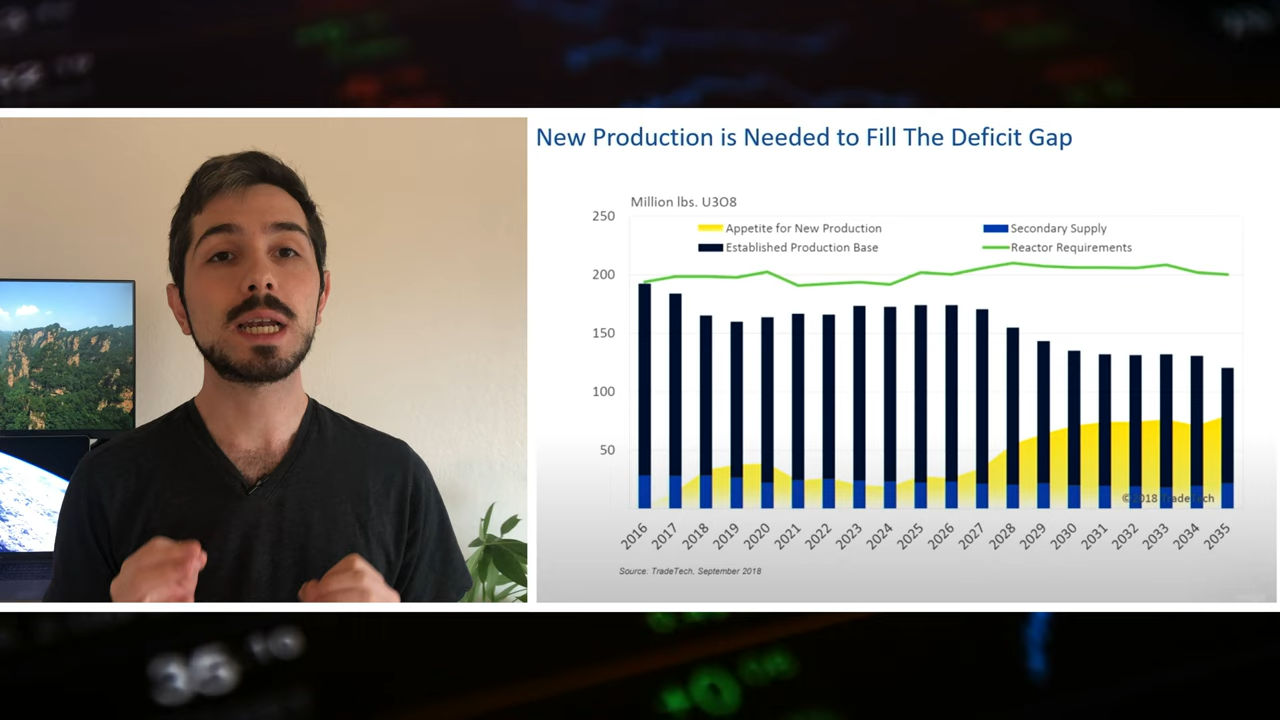 New Production is Needed to Fill The Deficit Gap
Million lbs. U3O8
250
200
150
100
50
Appetite for New Production
Secondary Supply
Established Production Base
Reactor Requirements
©2018 TradeTech
2016 2017 2018 2019 2020 2021 2022 2023 2024 2025 2026 2027 2028 2029 2030 2031 2032 2033 2034 2035
Source: TradeTech, September 2018